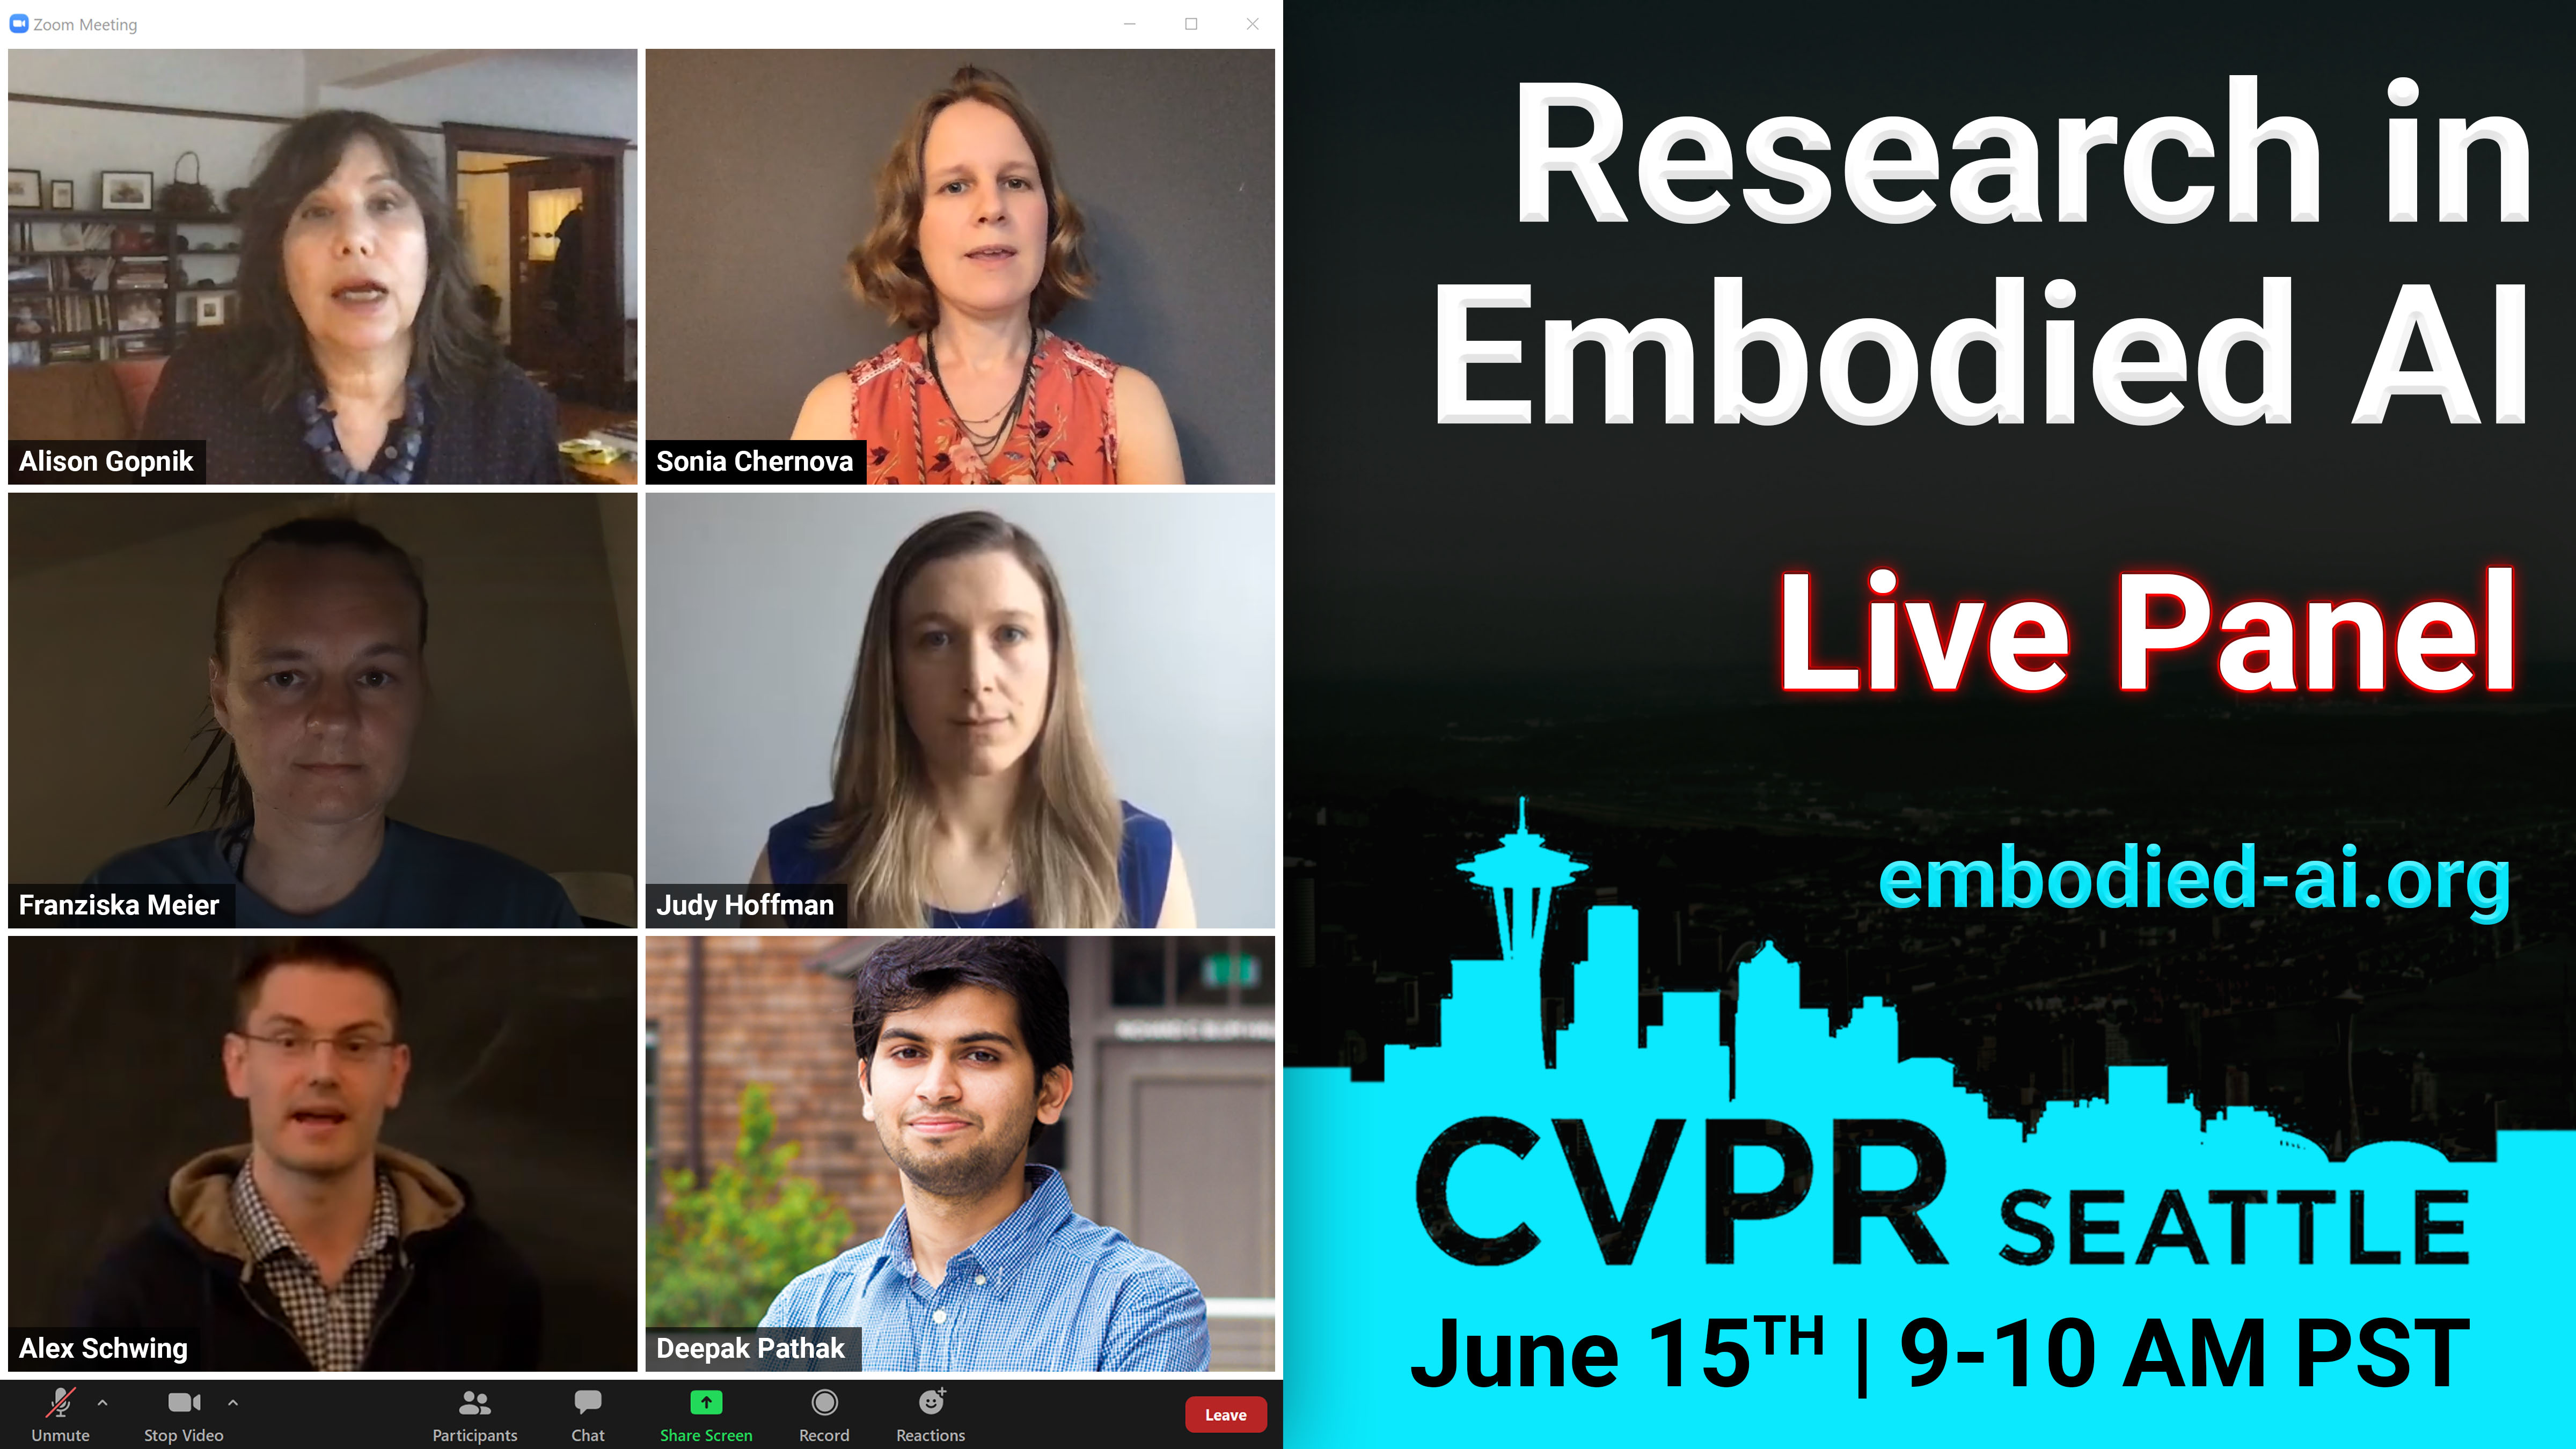 Zoom Meeting
Alison Gopnik
Sonia Chernova
Franziska Meier
Judy Hoffman
Alex Schwing
Deepak Pathak
Unmute
Stop Video
Participants
Chat
Share Screen
Record
Reactions
Leave
Research in
Embodied AI
Live Panel
embodied-ai.org
CVPR SEATTLE
June 15TH | 9-10 AM PST